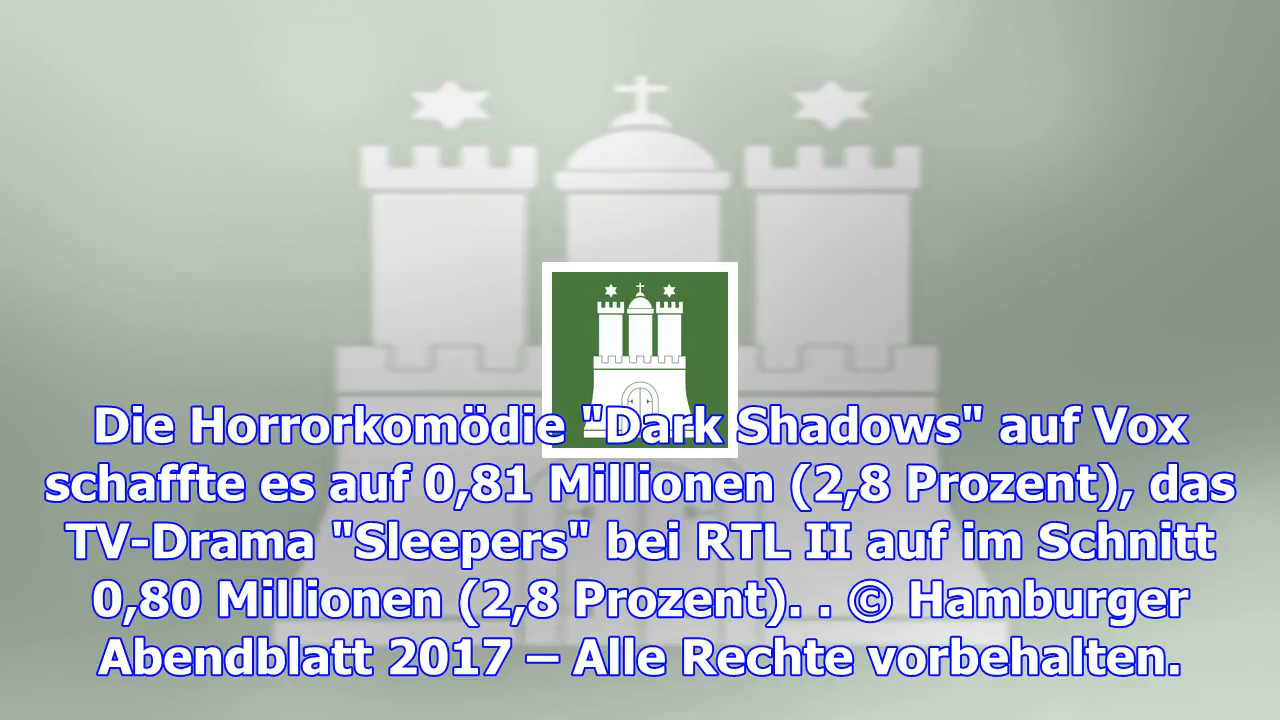 Die Horrorkomödie "Dark Shadows" auf Vox
schaffte es auf 0,81 Millionen (2,8 Prozent), das
TV-Drama "Sleepers" bei RTL II auf im Schnitt
0,80 Millionen (2,8 Prozent). . © Hamburger
Abendblatt 2017 – Alle Rechte vorbehalten.